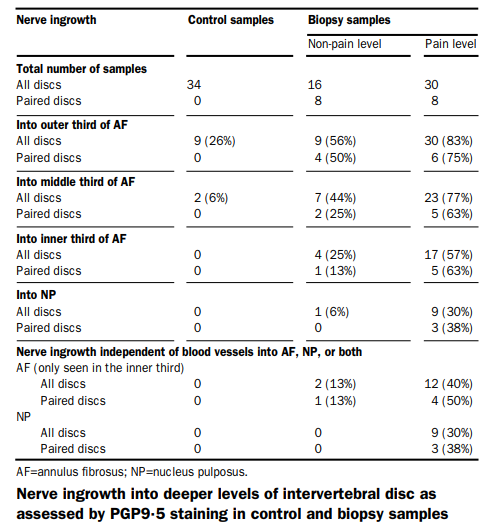 Nerve ingrowth Control samples Biopsy samples
Non-pain level Pain level
Total number of samples
All discs 34 16 30
Paired discs 0 8 8
Into outer third of AF
All discs 9 (26%) 9 (56%) 30 (83%)
Paired discs 0 4 (50%) 6 (75%)
Into middle third of AF
All discs 2 (6%) 7 (44%) 23 (77%)
Paired discs 0 2 (25%) 5 (63%)
Into inner third of AF
All discs 0 4 (25%) 17 (57%)
Paired discs 0 1 (13%) 5 (63%)
Into NP
All discs 0 1 (6%) 9 (30%)
Paired discs 0 0 3 (38%)
Nerve ingrowth independent of blood vessels into AF, NP, or both
AF (only seen in the inner third)
All discs 0 2 (13%) 12 (40%)
Paired discs 0 1 (13%) 4 (50%)
NP
All discs 0 0 9 (30%)
Paired discs 0 0 3 (38%)
AF=annulus fibrosus; NP=nucleus pulposus.
Nerve ingrowth into deeper levels of intervertebral disc as
assessed by PGP9·5 staining in control and biopsy samples